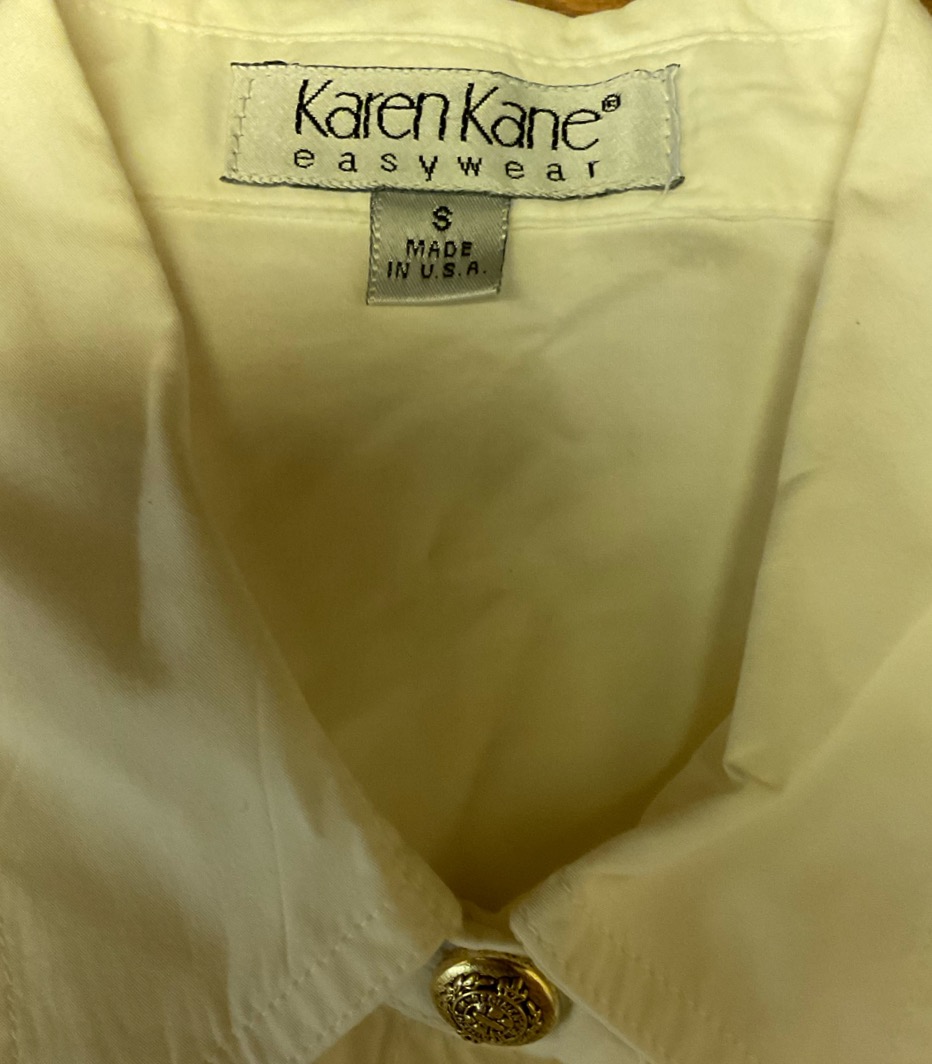 Karen Kane®
easywear
S
MADE
IN U.S.A.